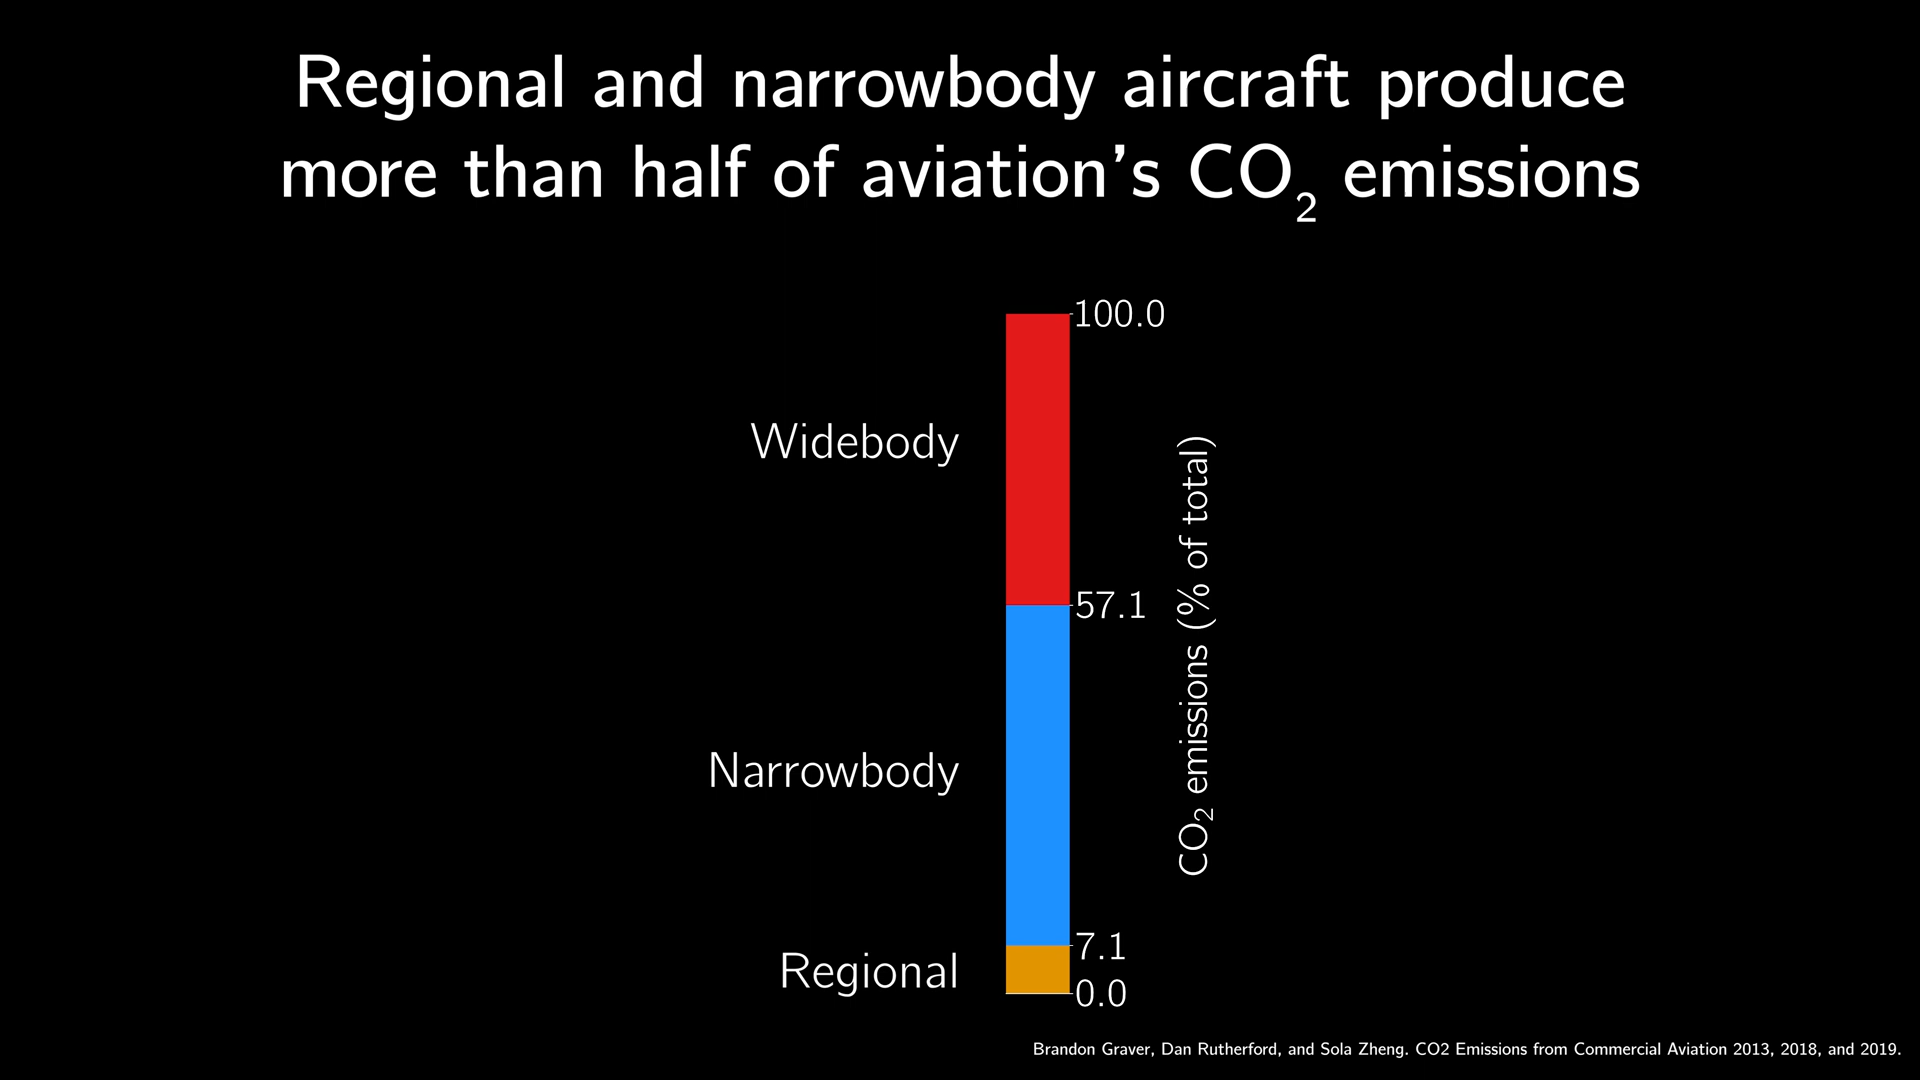 Regional and narrowbody aircraft produce
more than half of aviation's CO₂ emissions
100.0
Widebody
CO₂ emissions (% of total)
57.1
Narrowbody
7.1
Regional
0.0
Brandon Graver, Dan Rutherford, and Sola Zheng. CO2 Emissions from Commercial Aviation 2013, 2018, and 2019.